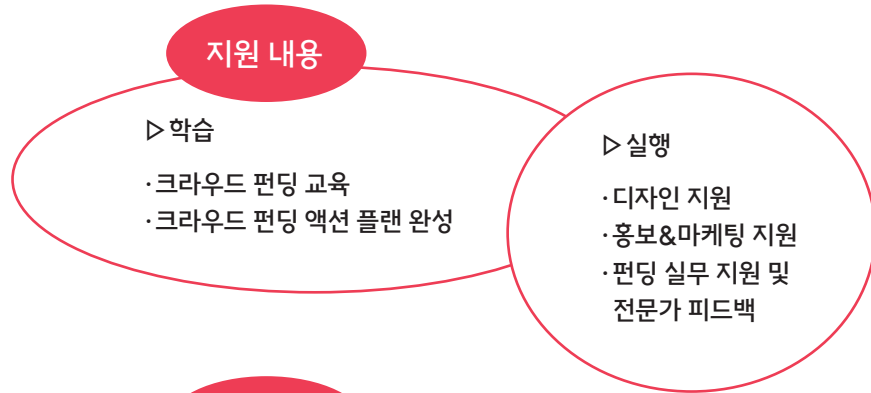 지원 내용
▷학습
·크라우드 펀딩 교육
·크라우드 펀딩 액션 플랜 완성
▷실행
·디자인 지원
·홍보&마케팅 지원
·펀딩 실무 지원 및
전문가 피드백